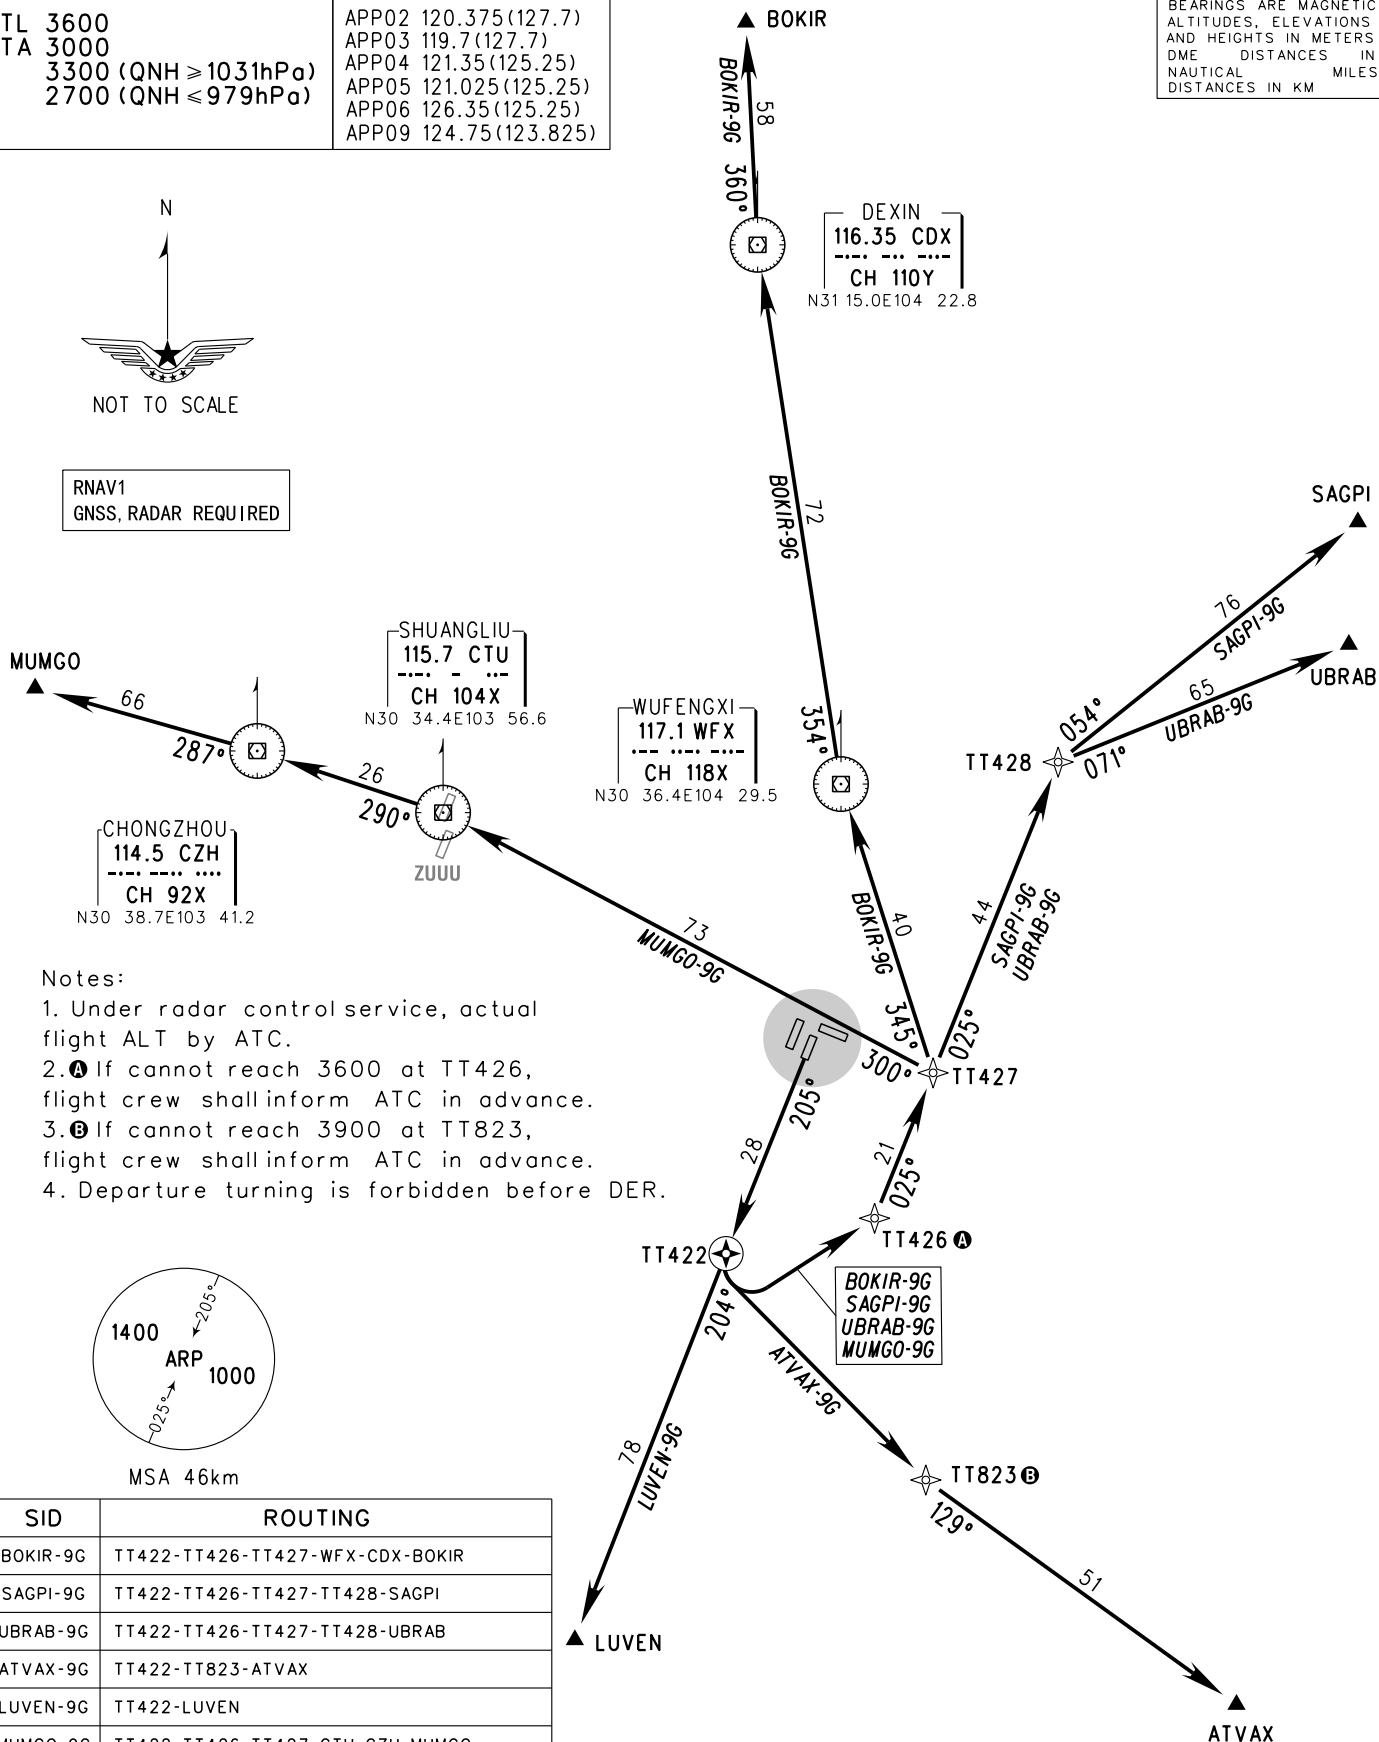 TL 3600
TA 3000
3300 (QNH ≥ 1031hPa)
2700 (QNH ≤ 979hPa)
APP02 120.375(127.7)
APP03 119.7(127.7)
APP04 121.35(125.25)
APP05 121.025(125.25)
APP06 126.35(125.25)
APP09 124.75(123.825)
BEARINGS ARE MAGNETIC
ALTITUDES, ELEVATIONS
AND HEIGHTS IN METERS
DME DISTANCES IN
NAUTICAL MILES
DISTANCES IN KM
BOKIR
BOKIR-9G
58
360°
DEXIN
116.35 CDX
CH 110Y
N31 15.0E104 22.8
N
NOT TO SCALE
RNAV1
GNSS, RADAR REQUIRED
BOKIR-9G
72
SAGPI
76
SAGPI-9G
UBRAB
65
UBRAB-9G
054°
071°
TT428
MUMGO
66
287°
SHUANGLIU
115.7 CTU
CH 104X
N30 34.4E103 56.6
26
290°
ZUUU
CHONGZHOU
114.5 CZH
CH 92X
N30 38.7E103 41.2
WUFENGXI
117.1 WFX
CH 118X
N30 36.4E104 29.5
354°
73
MUMGO-9G
BOKIR-9G
40
345°
44
SAGPI-9G
UBRAB-9G
025°
300°
TT427
205°
28
21
025°
Notes:
1. Under radar control service, actual
flight ALT by ATC.
2. A If cannot reach 3600 at TT426,
flight crew shall inform ATC in advance.
3. B If cannot reach 3900 at TT823,
flight crew shall inform ATC in advance.
4. Departure turning is forbidden before DER.
TT422
TT426 A
BOKIR-9G
SAGPI-9G
UBRAB-9G
MUMGO-9G
204°
ATVAX-9G
78
LUVEN-9G
TT823 B
129°
51
LUVEN
ATVAX
205°
1400
ARP
1000
025°
MSA 46km
SID ROUTING
BOKIR-9G TT422-TT426-TT427-WFX-CDX-BOKIR
SAGPI-9G TT422-TT426-TT427-TT428-SAGPI
UBRAB-9G TT422-TT426-TT427-TT428-UBRAB
ATVAX-9G TT422-TT823-ATVAX
LUVEN-9G TT422-LUVEN
MUMGO-9G TT422-TT426-TT427-CTU-CZH-MUMGO